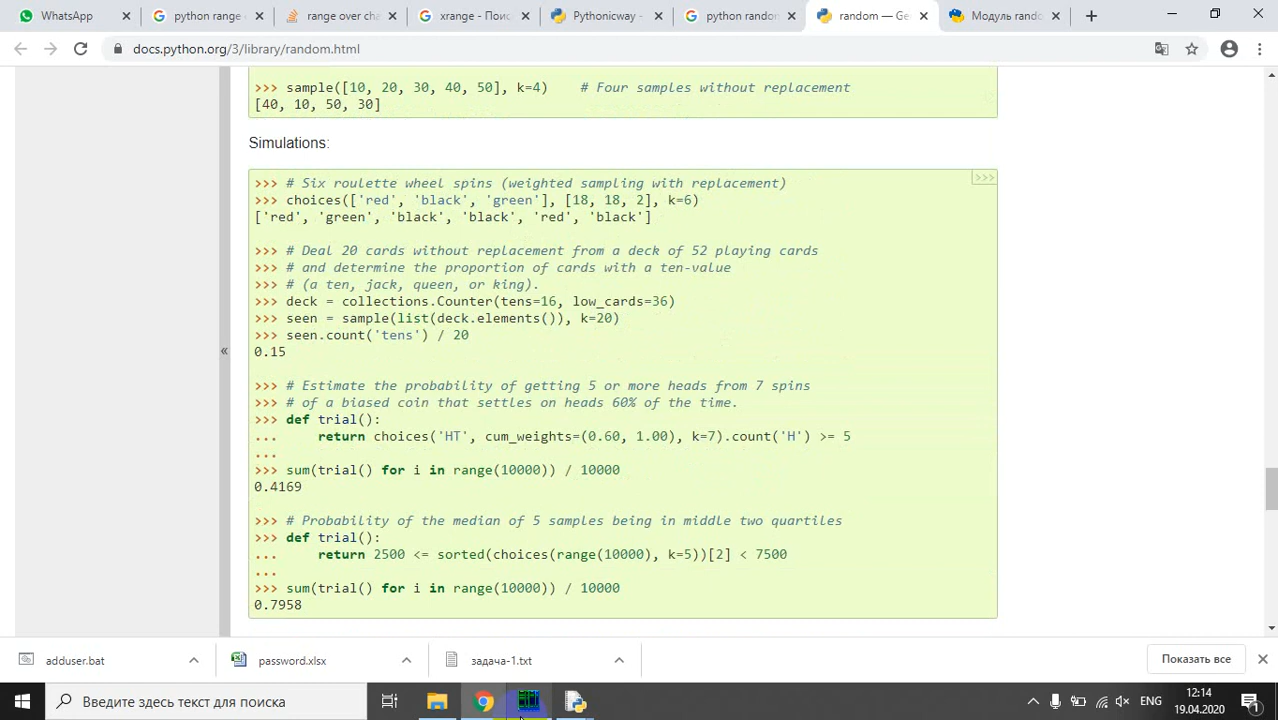 WhatsApp
python range
range over cha
xrange - Поис
Pythonicway -
python random
random — Ge
Модуль rando
docs.python.org/3/library/random.html
>>> sample([10, 20, 30, 40, 50], k=4)    # Four samples without replacement
[40, 10, 50, 30]
Simulations:
>>>
>>> # Six roulette wheel spins (weighted sampling with replacement)
>>> choices(['red', 'black', 'green'], [18, 18, 2], k=6)
['red', 'green', 'black', 'black', 'red', 'black']
>>> # Deal 20 cards without replacement from a deck of 52 playing cards
>>> # and determine the proportion of cards with a ten-value
>>> # (a ten, jack, queen, or king).
>>> deck = collections.Counter(tens=16, low_cards=36)
>>> seen = sample(list(deck.elements()), k=20)
>>> seen.count('tens') / 20
0.15
>>> # Estimate the probability of getting 5 or more heads from 7 spins
>>> # of a biased coin that settles on heads 60% of the time.
>>> def trial():
...     return choices('HT', cum_weights=(0.60, 1.00), k=7).count('H') >= 5
...
>>> sum(trial() for i in range(10000)) / 10000
0.4169
>>> # Probability of the median of 5 samples being in middle two quartiles
>>> def trial():
...     return 2500 <= sorted(choices(range(10000), k=5))[2] < 7500
...
>>> sum(trial() for i in range(10000)) / 10000
0.7958
«
adduser.bat
password.xlsx
задача-1.txt
Показать все
Введите здесь текст для поиска
ENG
12:14
19.04.2020
1